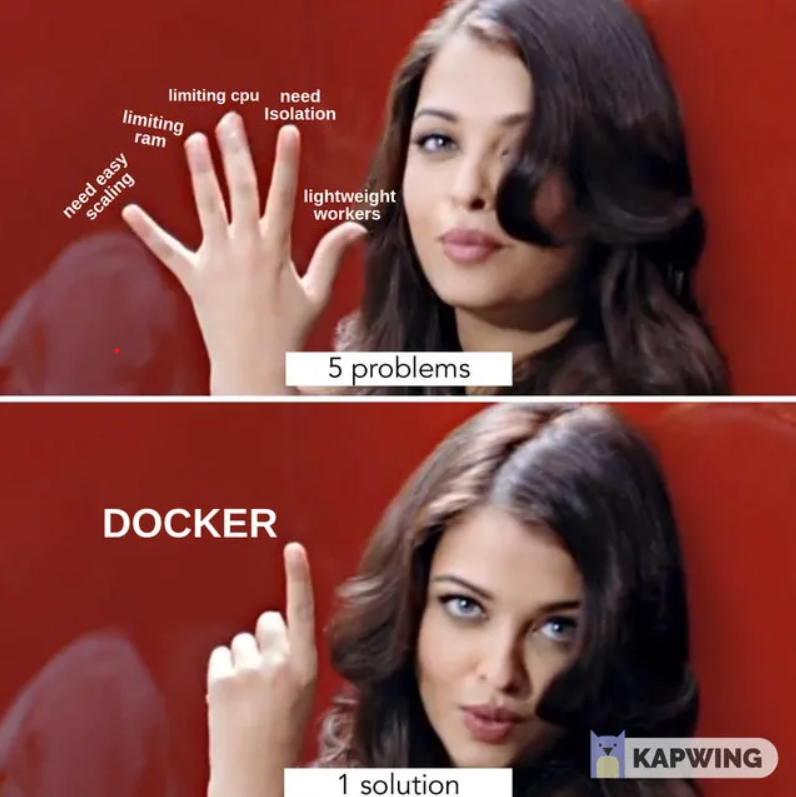 limiting cpu
need
Isolation
limiting
ram
need easy
scaling
lightweight
workers
5 problems
DOCKER
KAPWING
1 solution